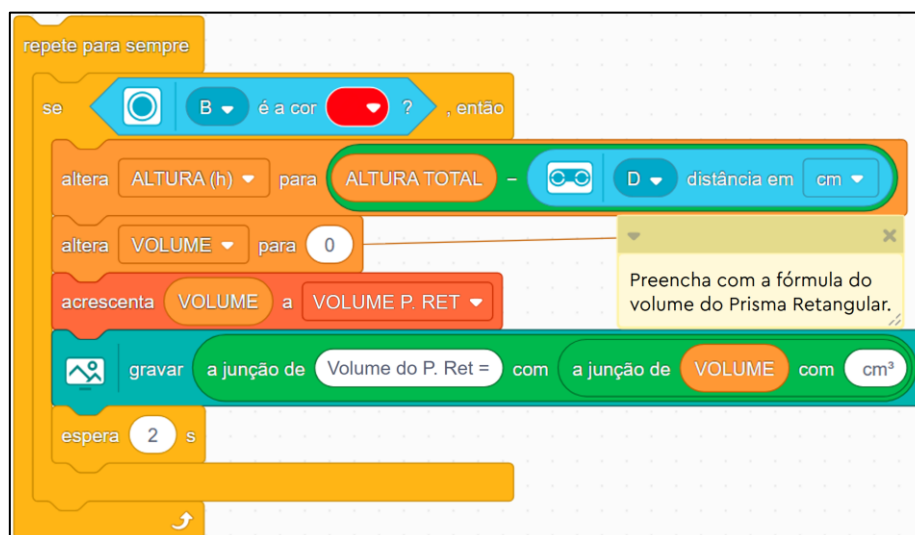 repete para sempre
se B é a cor ? , então
altera ALTURA (h) para ALTURA TOTAL - D distância em cm
altera VOLUME para 0
Preencha com a fórmula do
volume do Prisma Retangular.
acrescenta VOLUME a VOLUME P. RET
gravar a junção de Volume do P. Ret = com a junção de VOLUME com cm³
espera 2 s